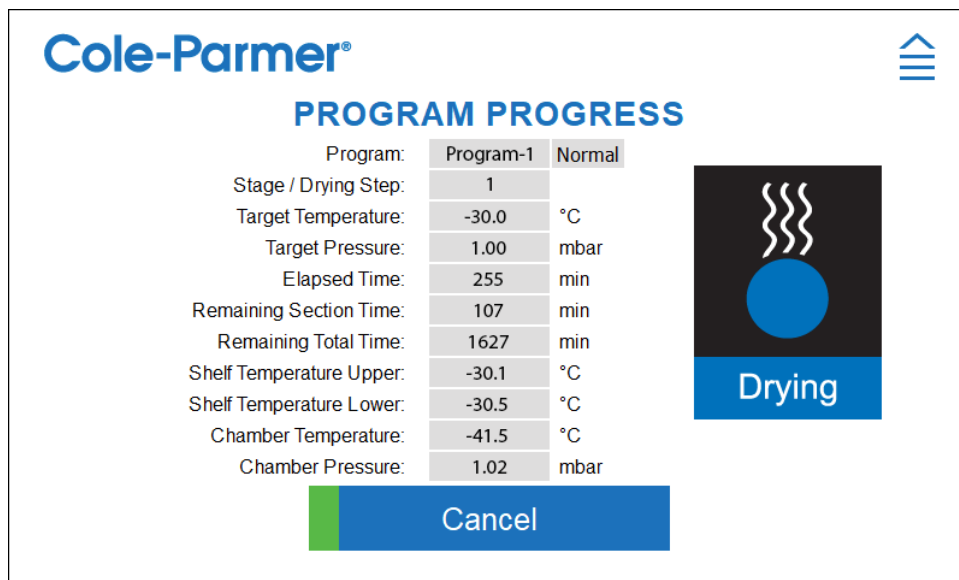 Cole-Parmer®
PROGRAM PROGRESS
Program: Program-1 Normal
Stage / Drying Step: 1
Target Temperature: -30.0 °C
Target Pressure: 1.00 mbar
Elapsed Time: 255 min
Remaining Section Time: 107 min
Remaining Total Time: 1627 min
Shelf Temperature Upper: -30.1 °C
Shelf Temperature Lower: -30.5 °C
Chamber Temperature: -41.5 °C
Chamber Pressure: 1.02 mbar
Drying
Cancel